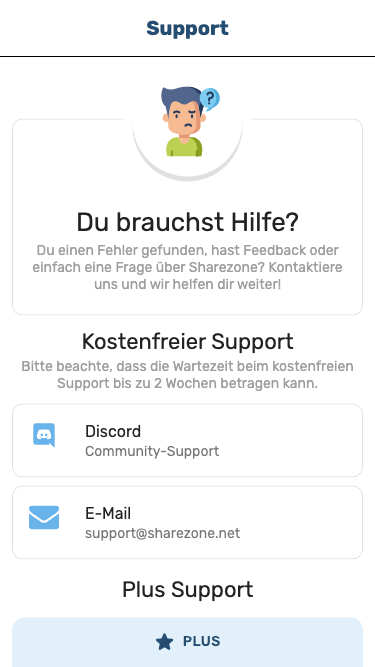 Support
?
Du brauchst Hilfe?
Du einen Fehler gefunden, hast Feedback oder
einfach eine Frage über Sharezone? Kontaktiere
uns und wir helfen dir weiter!
Kostenfreier Support
Bitte beachte, dass die Wartezeit beim kostenfreien
Support bis zu 2 Wochen betragen kann.
Discord
Community-Support
E-Mail
support@sharezone.net
Plus Support
PLUS